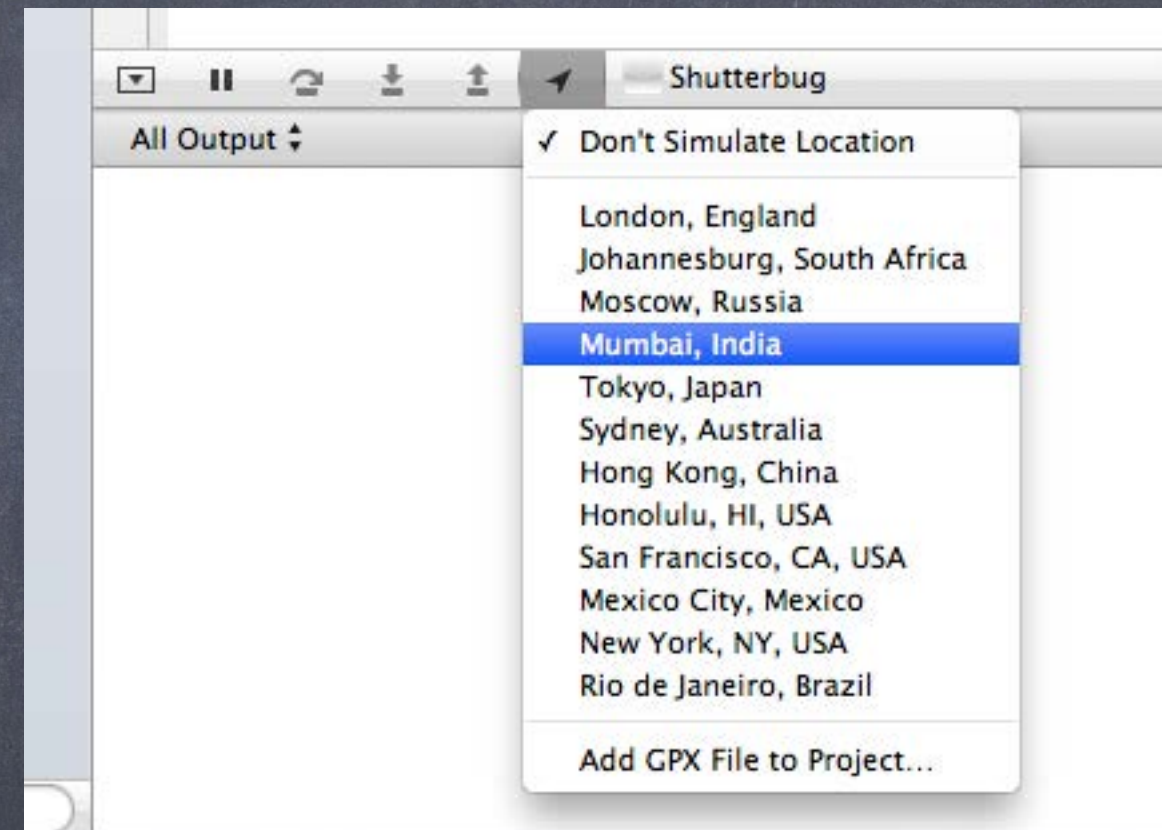 Shutterbug
All Output
✓ Don't Simulate Location
London, England
Johannesburg, South Africa
Moscow, Russia
Mumbai, India
Tokyo, Japan
Sydney, Australia
Hong Kong, China
Honolulu, HI, USA
San Francisco, CA, USA
Mexico City, Mexico
New York, NY, USA
Rio de Janeiro, Brazil
Add GPX File to Project...